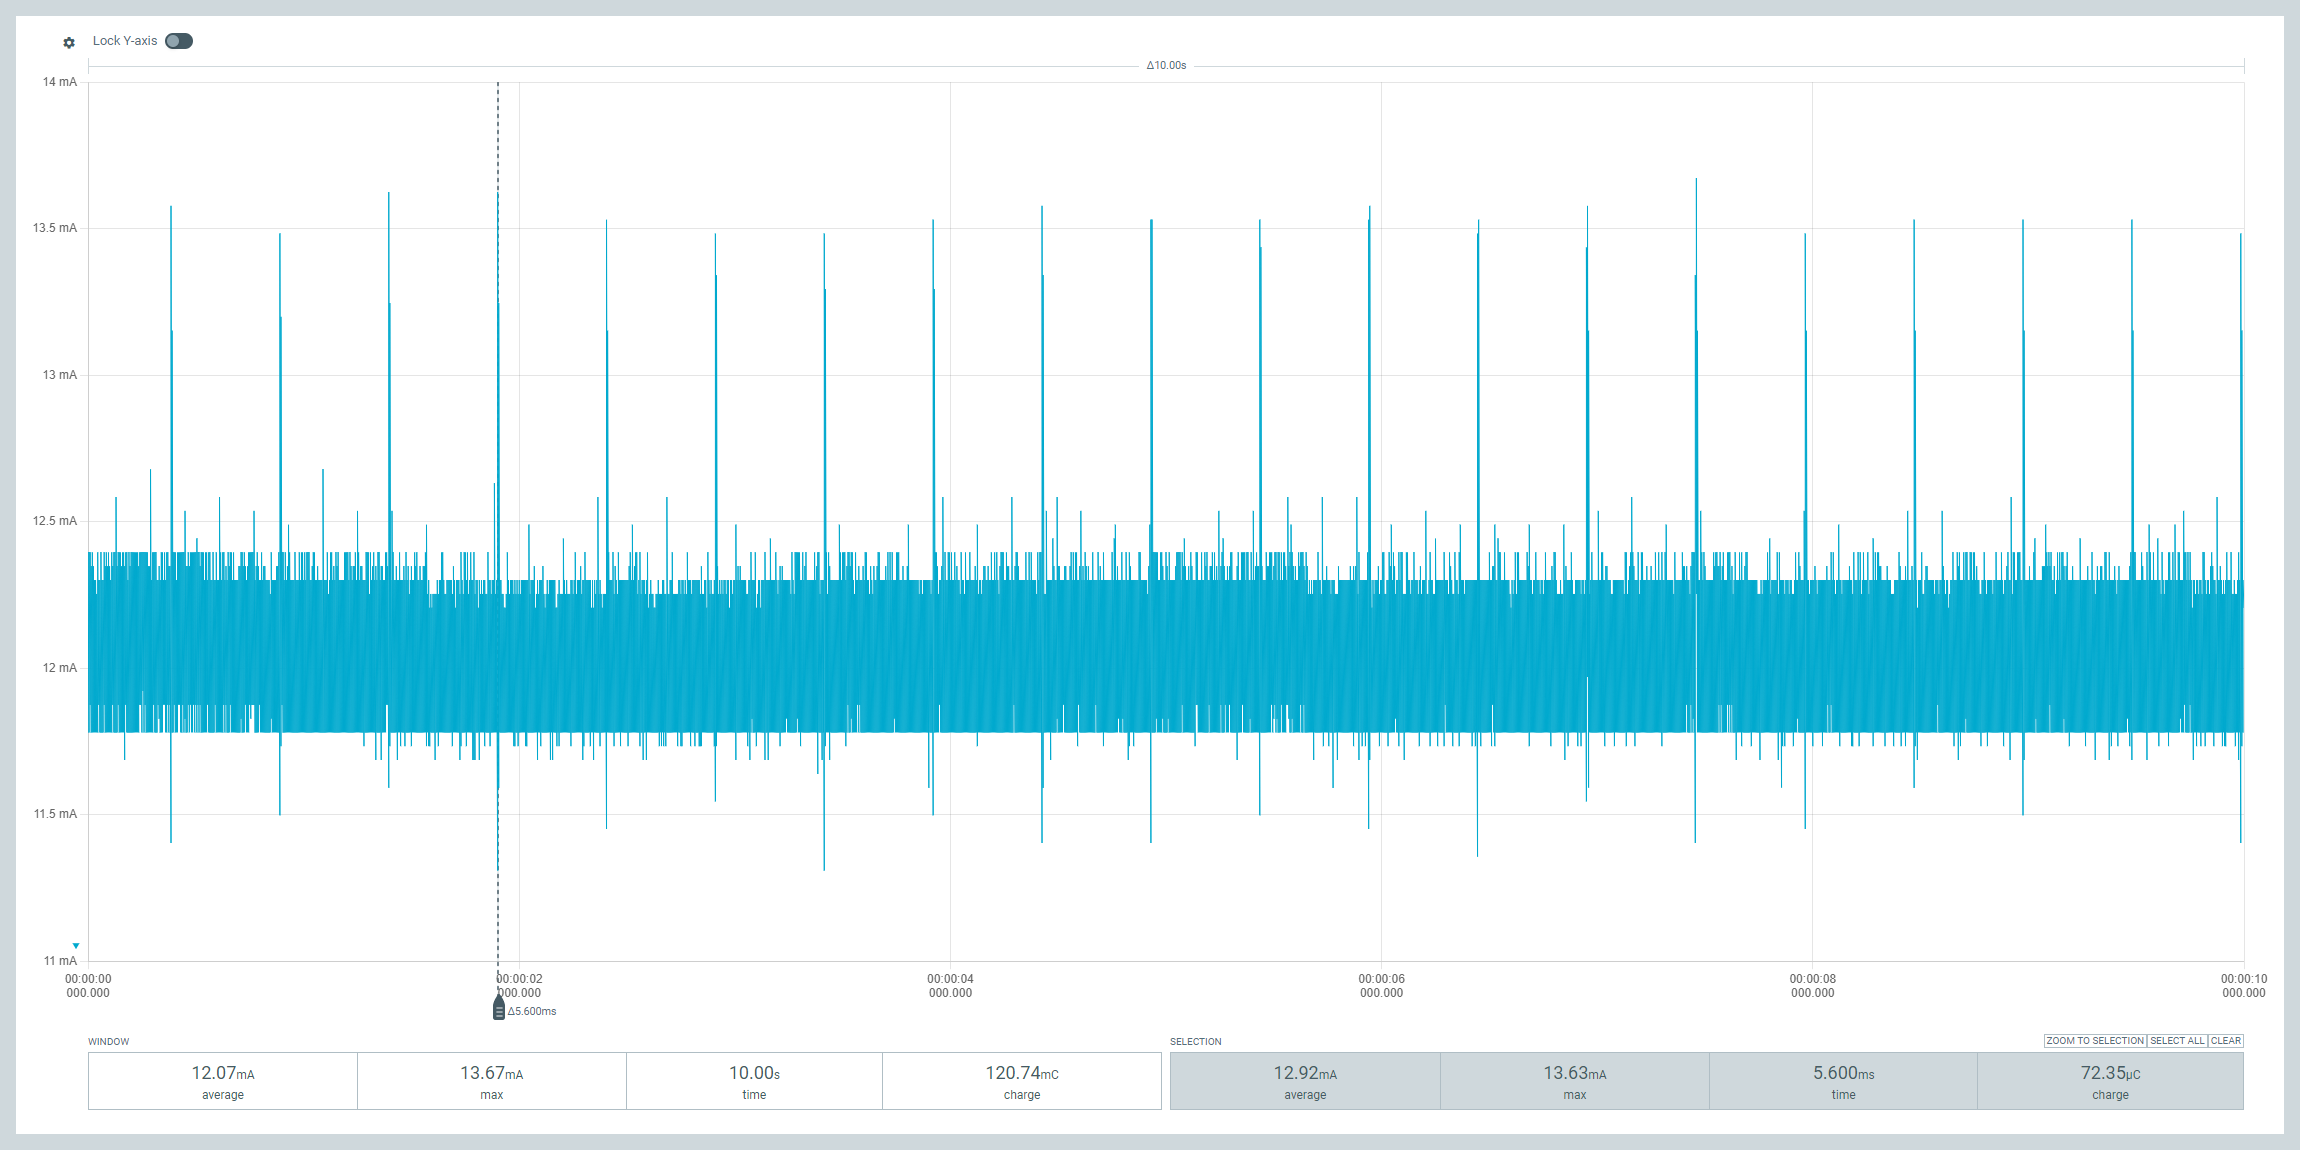 Lock Y-axis
Δ10.00s
14 mA
13.5 mA
13 mA
12.5 mA
12 mA
11.5 mA
11 mA
00:00:00 00:00:02 00:00:04 00:00:06 00:00:08 00:00:10
000.000 000.000 000.000 000.000 000.000 000.000
Δ5.600ms
WINDOW
12.07mA 13.67mA 10.00s 120.74mC
average max time charge
SELECTION
ZOOM TO SELECTION SELECT ALL CLEAR
12.92mA 13.63mA 5.600ms 72.35μC
average max time charge